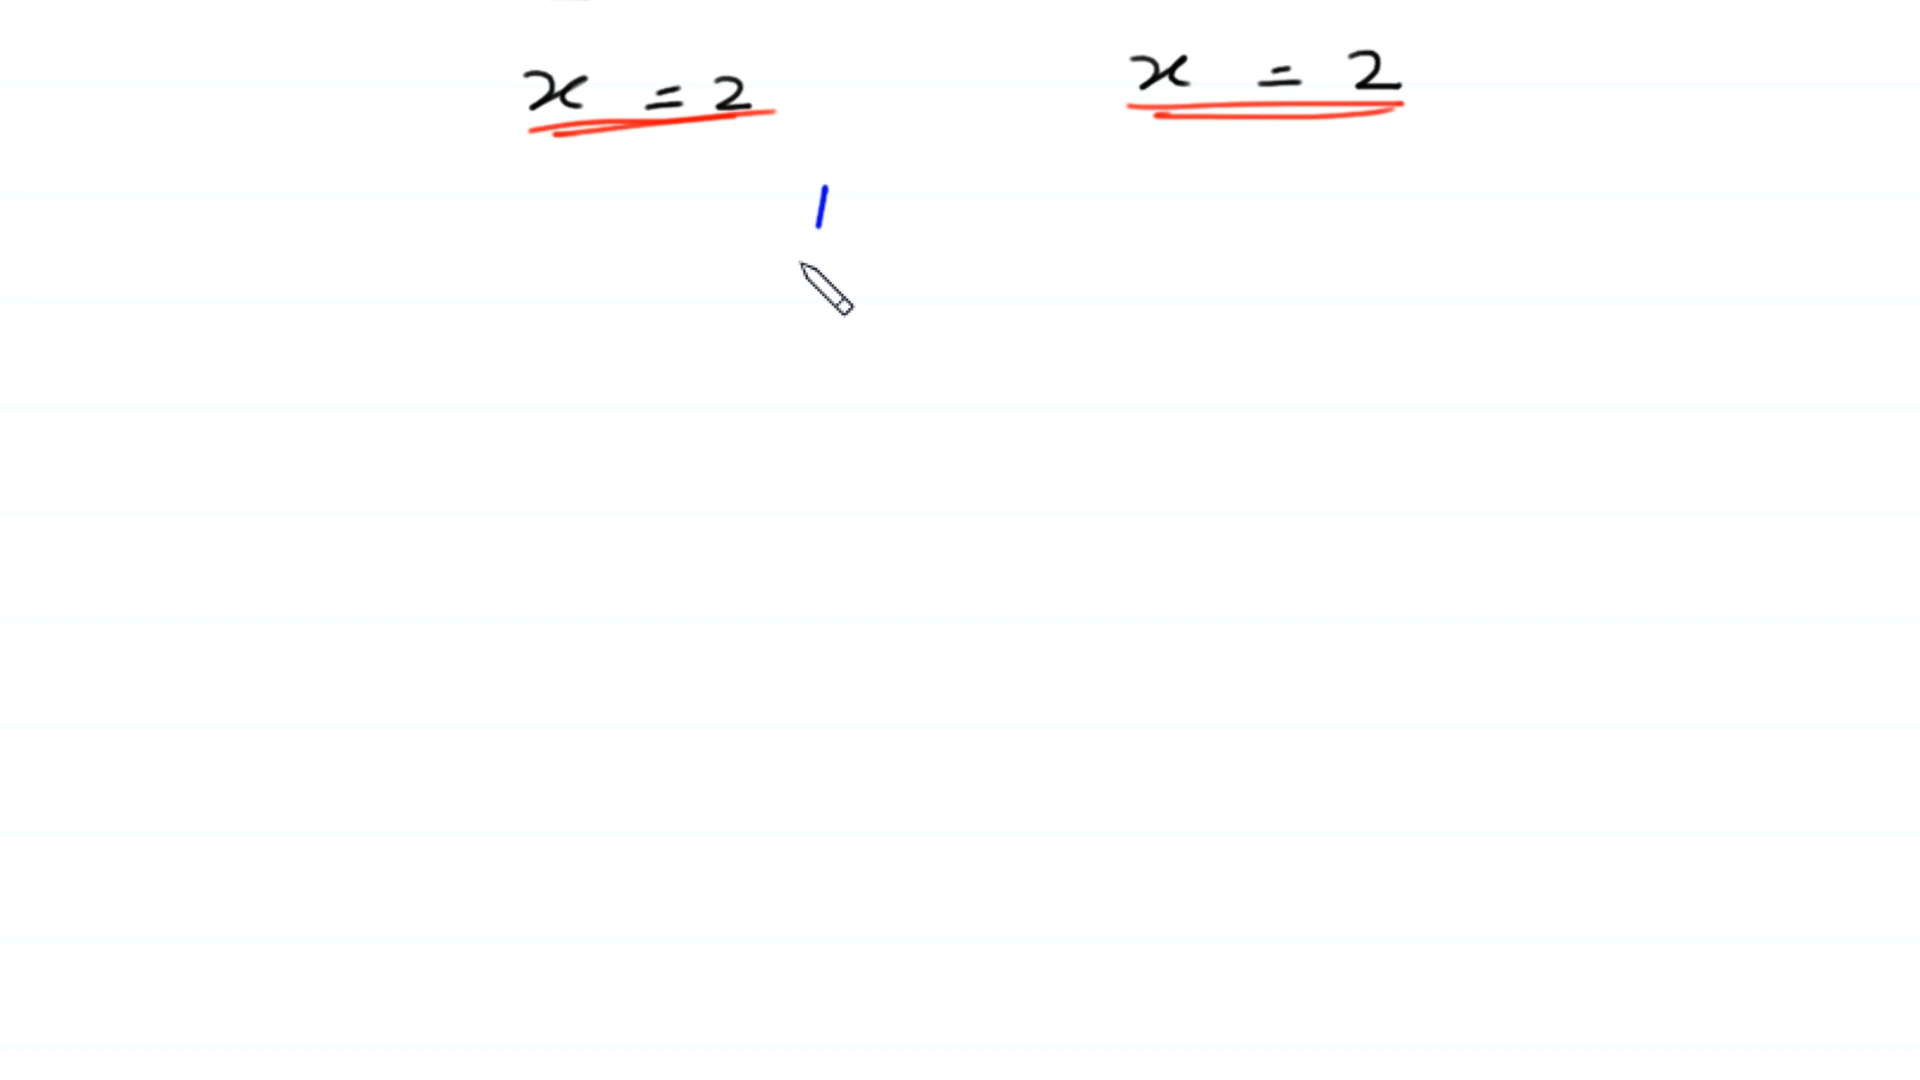 x = 2
x = 2